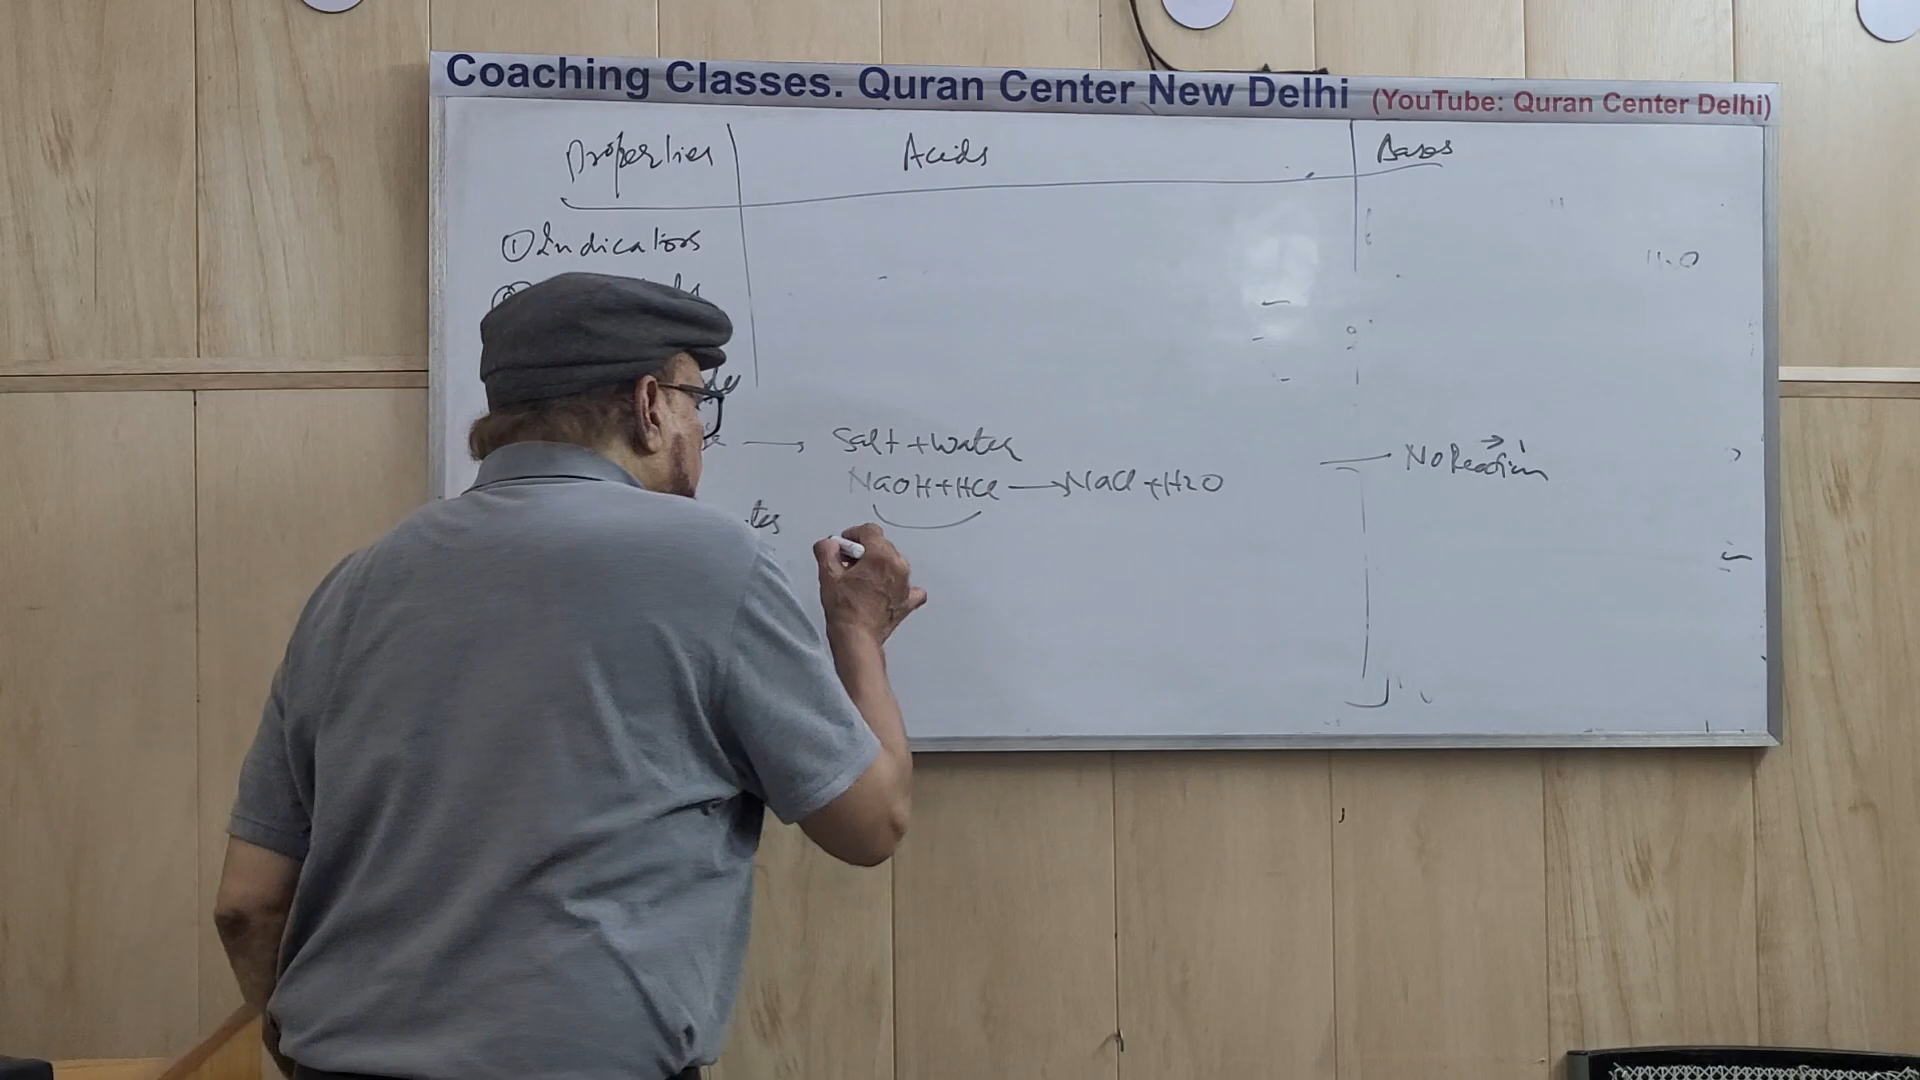 Coaching Classes. Quran Center New Delhi (YouTube: Quran Center Delhi)
Properties Acids Bases
① Indicators
H2O
Salt + Water
No Reaction
NaOH + HCl → NaCl + H2O